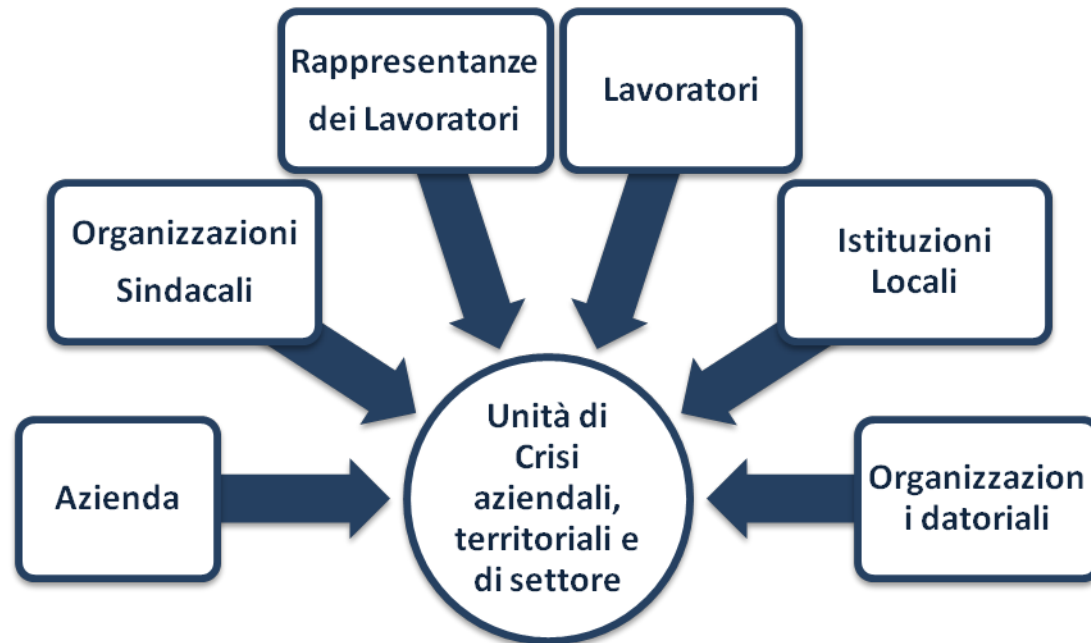 Rappresentanze
dei Lavoratori
Lavoratori
Organizzazioni
Sindacali
Istituzioni
Locali
Azienda
Unità di
Crisi
aziendali,
territoriali e
di settore
Organizzazion
i datoriali